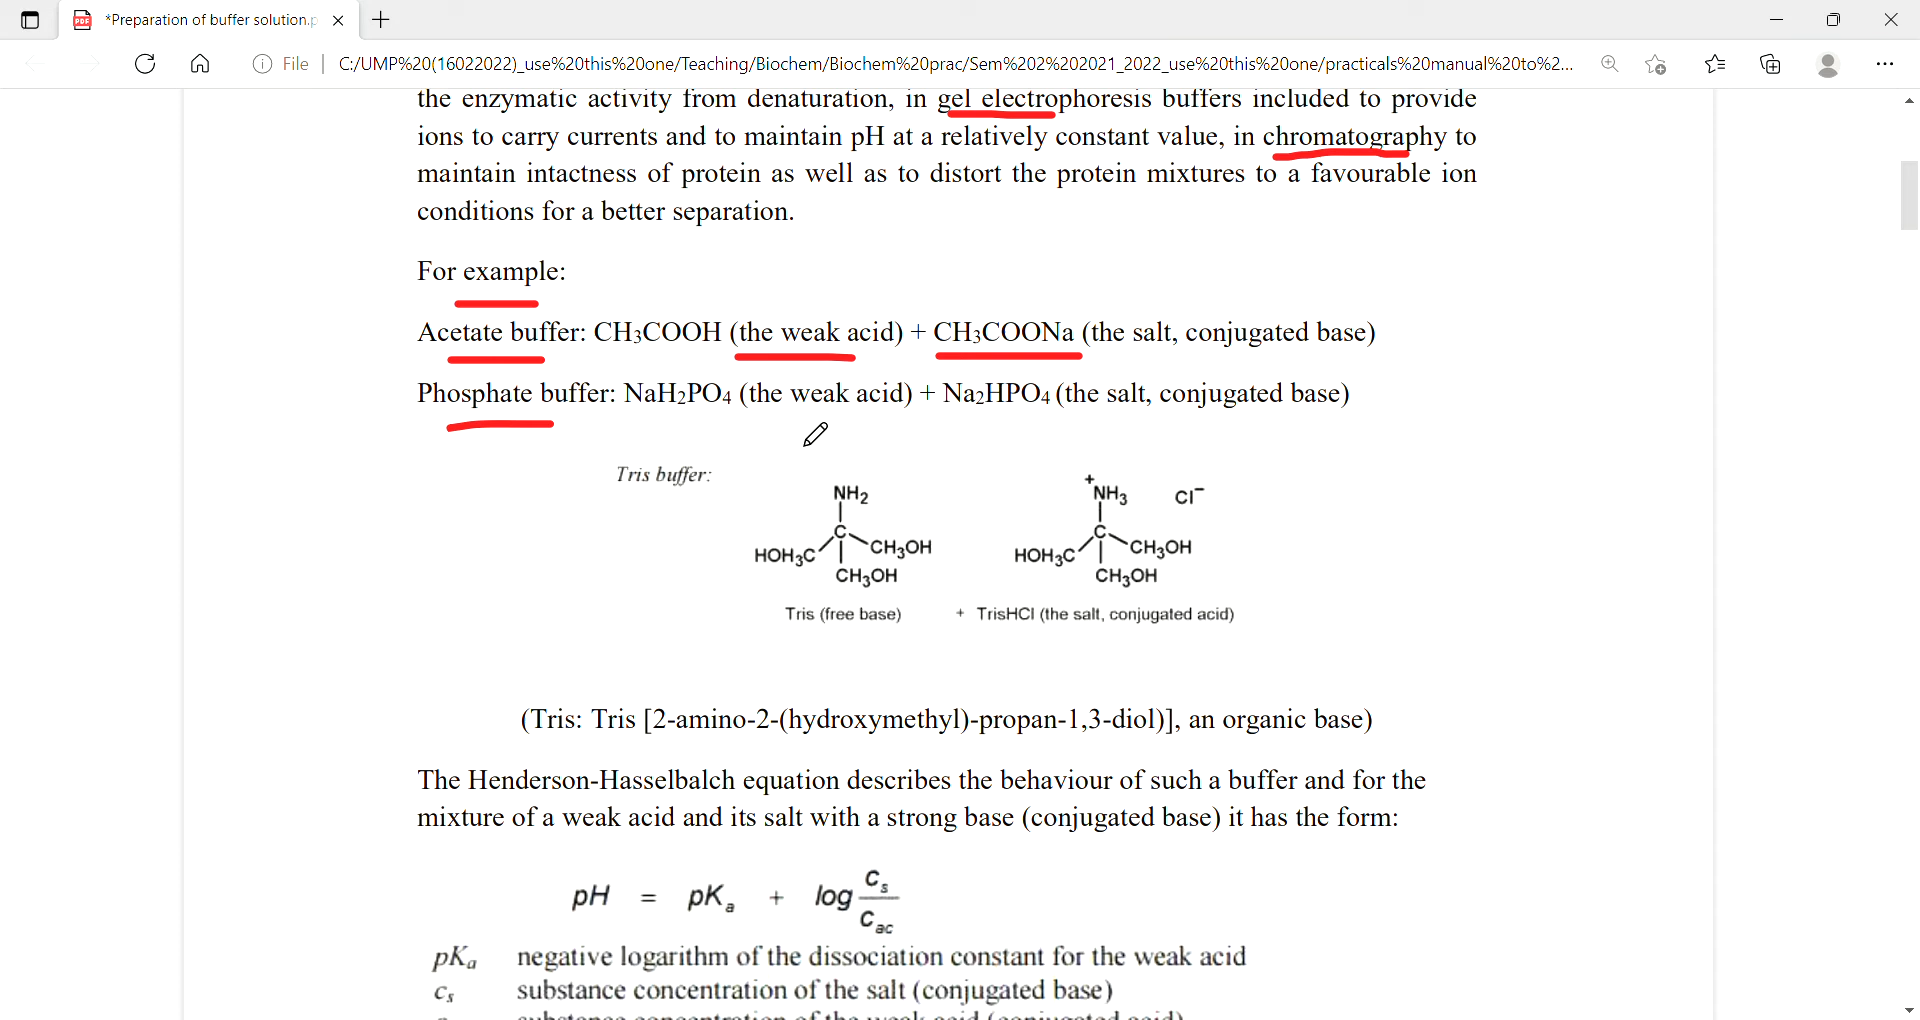 *Preparation of buffer solution.p
File
C:/UMP%20(16022022)_use%20this%20one/Teaching/Biochem/Biochem%20prac/Sem%202%202021_2022_use%20this%20one/practicals%20manual%20to%2...
the enzymatic activity from denaturation, in gel electrophoresis buffers included to provide
ions to carry currents and to maintain pH at a relatively constant value, in chromatography to
maintain intactness of protein as well as to distort the protein mixtures to a favourable ion
conditions for a better separation.
For example:
Acetate buffer: CH₃COOH (the weak acid) + CH₃COONa (the salt, conjugated base)
Phosphate buffer: NaH₂PO₄ (the weak acid) + Na₂HPO₄ (the salt, conjugated base)
Tris buffer:
NH₂
⁺NH₃ Cl⁻
C
C
HOH₃C CH₃OH
HOH₃C CH₃OH
CH₃OH
CH₃OH
Tris (free base) + TrisHCl (the salt, conjugated acid)
(Tris: Tris [2-amino-2-(hydroxymethyl)-propan-1,3-diol)], an organic base)
The Henderson-Hasselbalch equation describes the behaviour of such a buffer and for the
mixture of a weak acid and its salt with a strong base (conjugated base) it has the form:
pH = pKₐ + log cₛ / c_ac
pKₐ negative logarithm of the dissociation constant for the weak acid
cₛ substance concentration of the salt (conjugated base)
substance concentration of the weak acid (conjugated acid)